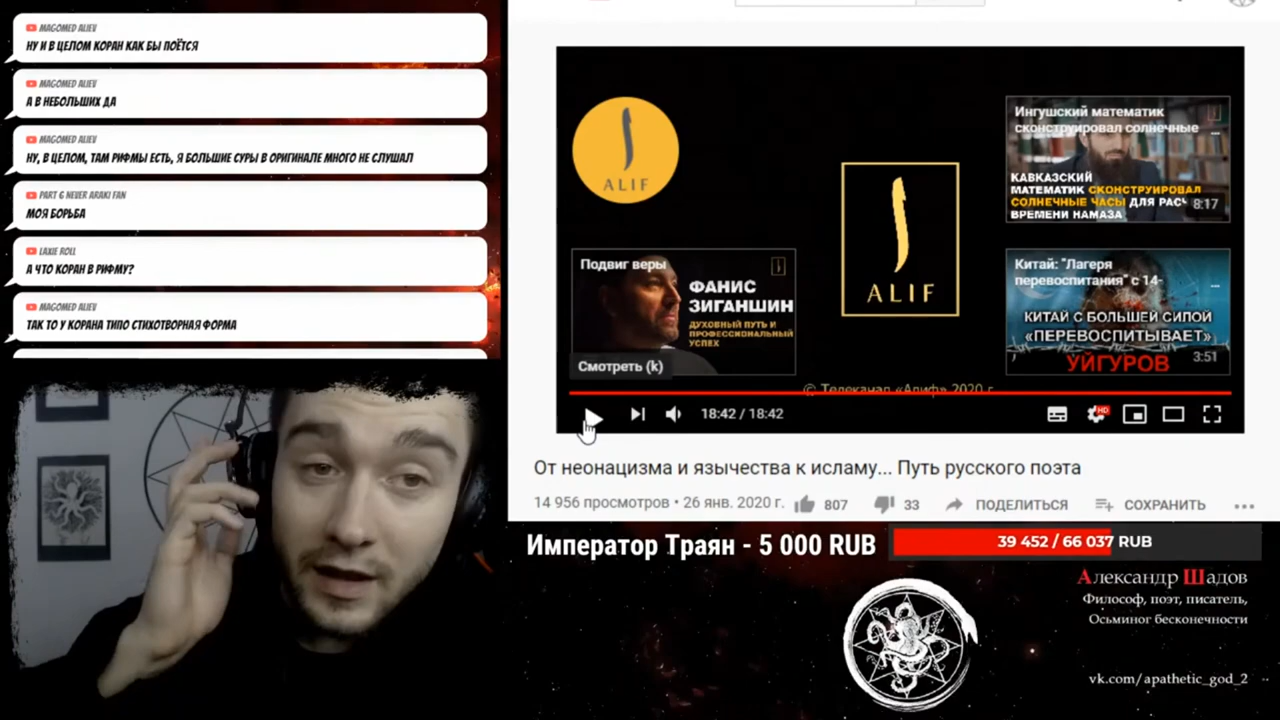 MAGOMED ALIEV
НУ И В ЦЕЛОМ КОРАН КАК БЫ ПОЁТСЯ
MAGOMED ALIEV
А В НЕБОЛЬШИХ ДА
MAGOMED ALIEV
НУ, В ЦЕЛОМ, ТАМ РИФМЫ ЕСТЬ, Я БОЛЬШИЕ СУРЫ В ОРИГИНАЛЕ МНОГО НЕ СЛУШАЛ
PART 6 NEVER ARAKI FAN
МОЯ БОРЬБА
LAXIE ROLL
А ЧТО КОРАН В РИФМУ?
MAGOMED ALIEV
ТАК ТО У КОРАНА ТИПО СТИХОТВОРНАЯ ФОРМА
ALIF
ALIF
Ингушский математик
сконструировал солнечные
...
КАВКАЗСКИЙ
МАТЕМАТИК СКОНСТРУИРОВАЛ
СОЛНЕЧНЫЕ ЧАСЫ ДЛЯ РАСЧ
ВРЕМЕНИ НАМАЗА
8:17
Подвиг веры
ФАНИС
ЗИГАНШИН
ДУХОВНЫЙ ПУТЬ И
ПРОФЕССИОНАЛЬНЫЙ
УСПЕХ
Смотреть (k)
Китай: "Лагеря
перевоспитания" с 14-
...
КИТАЙ С БОЛЬШЕЙ СИЛОЙ
«ПЕРЕВОСПИТЫВАЕТ»
УЙГУРОВ
3:51
© Телеканал «Алиф» 2020 г.
18:42 / 18:42
HD
От неонацизма и язычества к исламу... Путь русского поэта
14 956 просмотров • 26 янв. 2020 г.
807
33
ПОДЕЛИТЬСЯ
СОХРАНИТЬ
Император Траян - 5 000 RUB
39 452 / 66 037 RUB
Александр Шадов
Философ, поэт, писатель,
Осьминог бесконечности
vk.com/apathetic_god_2